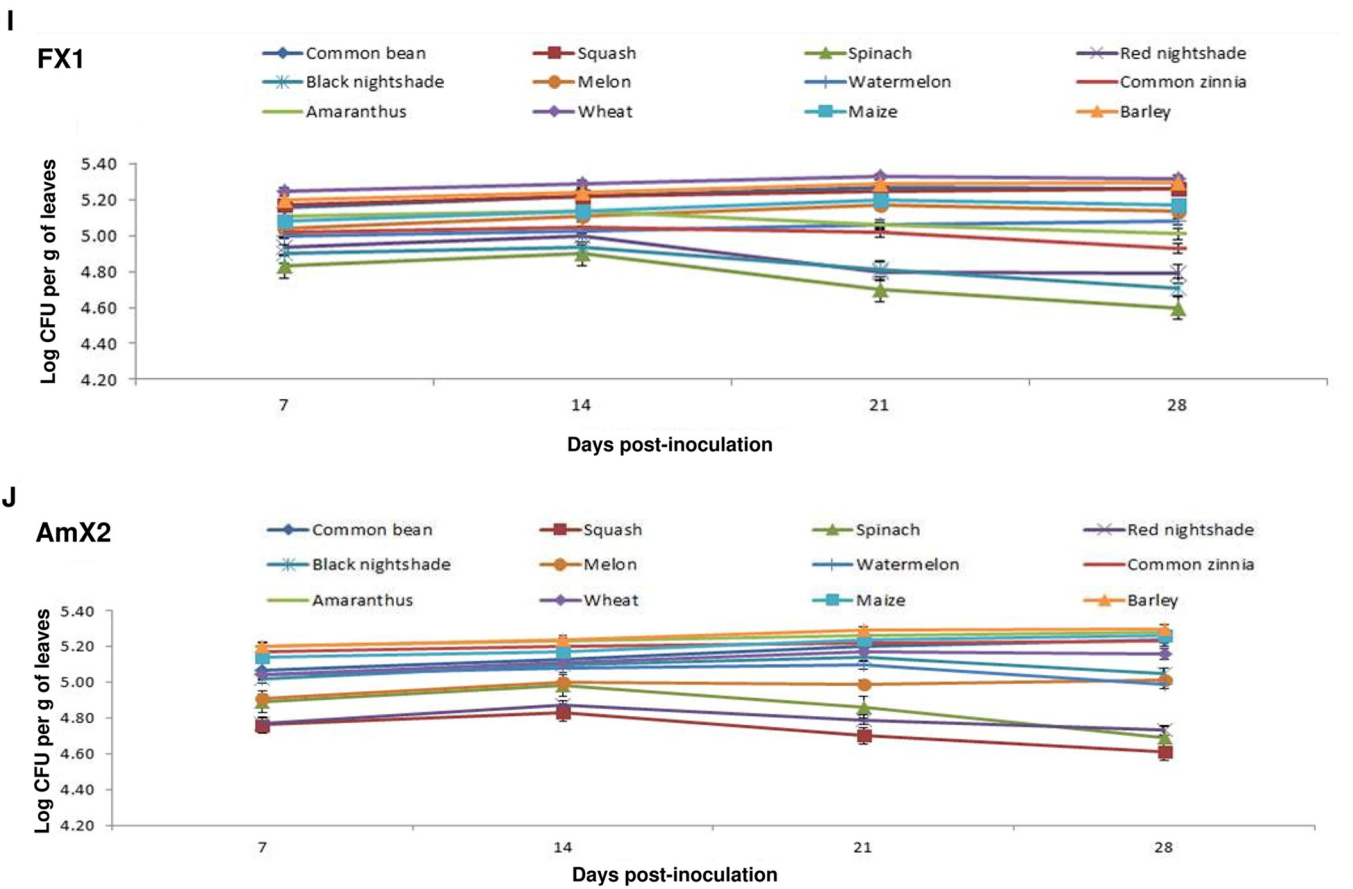 I
FX1
Common bean Squash Spinach Red nightshade
Black nightshade Melon Watermelon Common zinnia
Amaranthus Wheat Maize Barley
Log CFU per g of leaves
5.40
5.20
5.00
4.80
4.60
4.40
4.20
7 14 21 28
Days post-inoculation
J
AmX2
Common bean Squash Spinach Red nightshade
Black nightshade Melon Watermelon Common zinnia
Amaranthus Wheat Maize Barley
Log CFU per g of leaves
5.40
5.20
5.00
4.80
4.60
4.40
4.20
7 14 21 28
Days post-inoculation